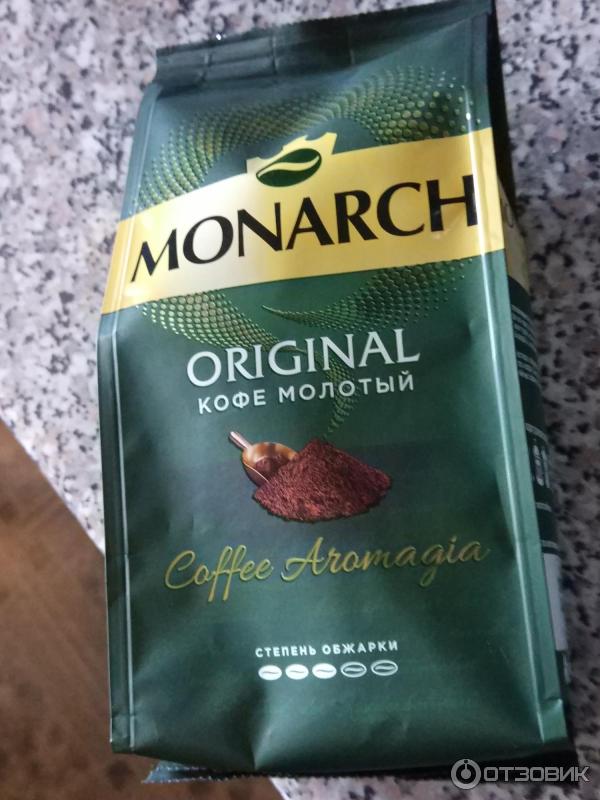 MONARCH
ORIGINAL
КОФЕ МОЛОТЫЙ
Coffee Aromagia
СТЕПЕНЬ ОБЖАРКИ
ОТЗОВИК